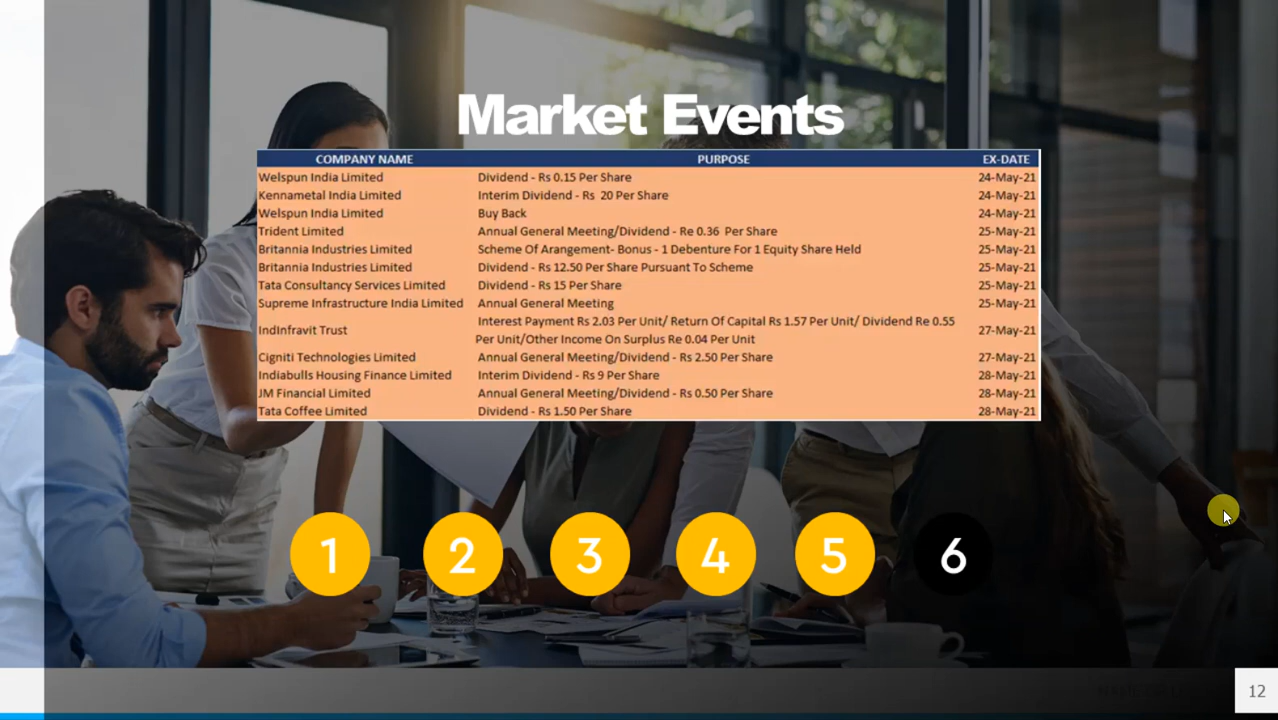 Market Events
COMPANY NAME PURPOSE EX-DATE
Welspun India Limited Dividend - Rs 0.15 Per Share 24-May-21
Kennametal India Limited Interim Dividend - Rs 20 Per Share 24-May-21
Welspun India Limited Buy Back 24-May-21
Trident Limited Annual General Meeting/Dividend - Re 0.36 Per Share 25-May-21
Britannia Industries Limited Scheme Of Arangement- Bonus - 1 Debenture For 1 Equity Share Held 25-May-21
Britannia Industries Limited Dividend - Rs 12.50 Per Share Pursuant To Scheme 25-May-21
Tata Consultancy Services Limited Dividend - Rs 15 Per Share 25-May-21
Supreme Infrastructure India Limited Annual General Meeting 25-May-21
IndInfravit Trust Interest Payment Rs 2.03 Per Unit/ Return Of Capital Rs 1.57 Per Unit/ Dividend Re 0.55 27-May-21
Per Unit/Other Income On Surplus Re 0.04 Per Unit
Cigniti Technologies Limited Annual General Meeting/Dividend - Rs 2.50 Per Share 27-May-21
Indiabulls Housing Finance Limited Interim Dividend - Rs 9 Per Share 28-May-21
JM Financial Limited Annual General Meeting/Dividend - Rs 0.50 Per Share 28-May-21
Tata Coffee Limited Dividend - Rs 1.50 Per Share 28-May-21
1 2 3 4 5 6
12